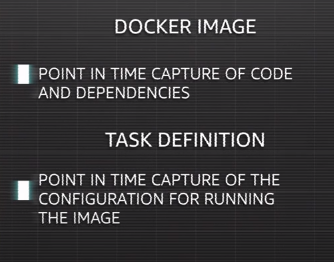 DOCKER IMAGE
POINT IN TIME CAPTURE OF CODE
AND DEPENDENCIES
TASK DEFINITION
POINT IN TIME CAPTURE OF THE
CONFIGURATION FOR RUNNING
THE IMAGE